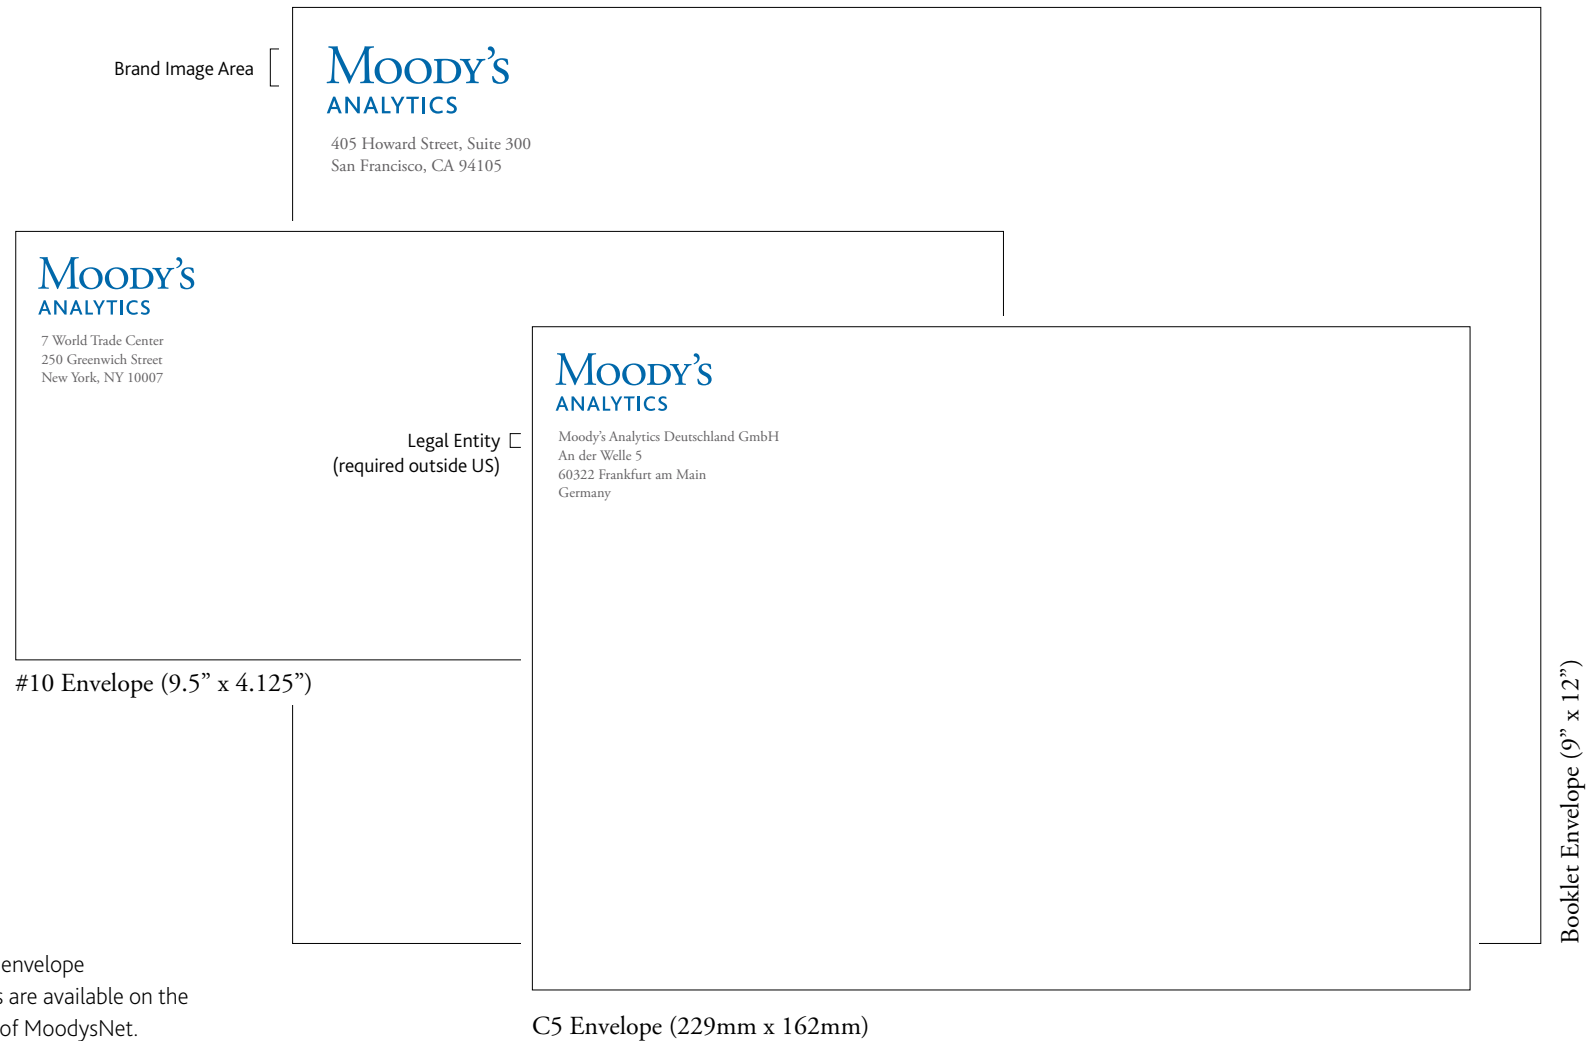 Brand Image Area
MOODY’S
ANALYTICS
405 Howard Street, Suite 300
San Francisco, CA 94105
MOODY’S
ANALYTICS
7 World Trade Center
250 Greenwich Street
New York, NY 10007
#10 Envelope (9.5” x 4.125”)
Legal Entity
(required outside US)
MOODY’S
ANALYTICS
Moody’s Analytics Deutschland GmbH
An der Welle 5
60322 Frankfurt am Main
Germany
C5 Envelope (229mm x 162mm)
Booklet Envelope (9” x 12”)
envelope
s are available on the
of MoodysNet.